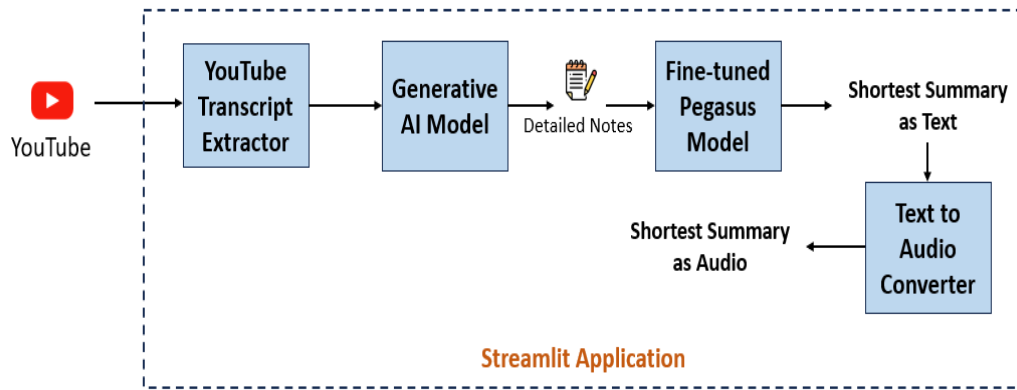 YouTube
YouTube
Transcript
Extractor
Generative
AI Model
Detailed Notes
Fine-tuned
Pegasus
Model
Shortest Summary
as Text
Text to
Audio
Converter
Shortest Summary
as Audio
Streamlit Application